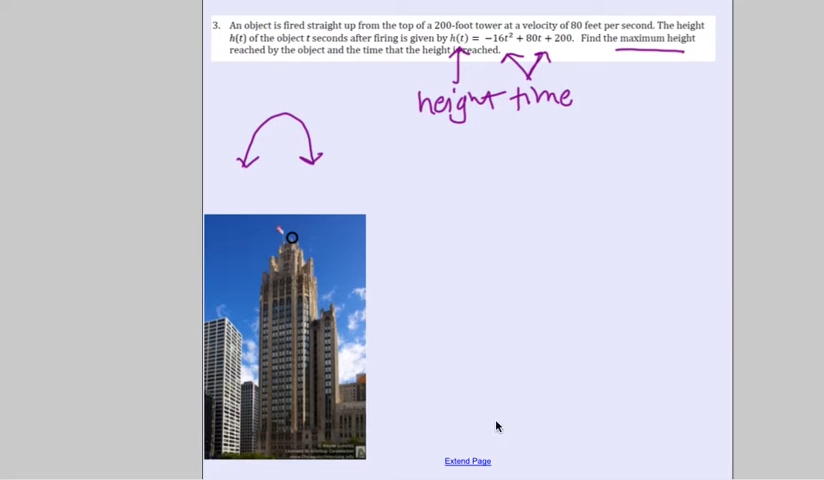 3. An object is fired straight up from the top of a 200-foot tower at a velocity of 80 feet per second. The height
h(t) of the object t seconds after firing is given by h(t) = −16t² + 80t + 200. Find the maximum height
reached by the object and the time that the height is reached.
height time
Extend Page